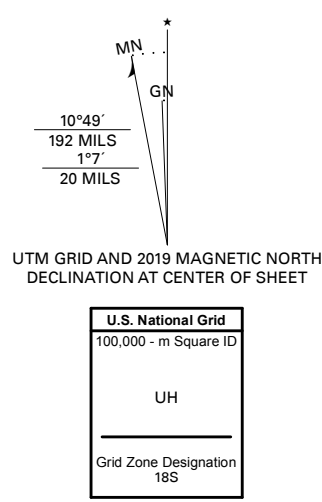 MN
GN
10°49´
192 MILS
1°7´
20 MILS
UTM GRID AND 2019 MAGNETIC NORTH
DECLINATION AT CENTER OF SHEET
U.S. National Grid
100,000 - m Square ID
UH
Grid Zone Designation
18S